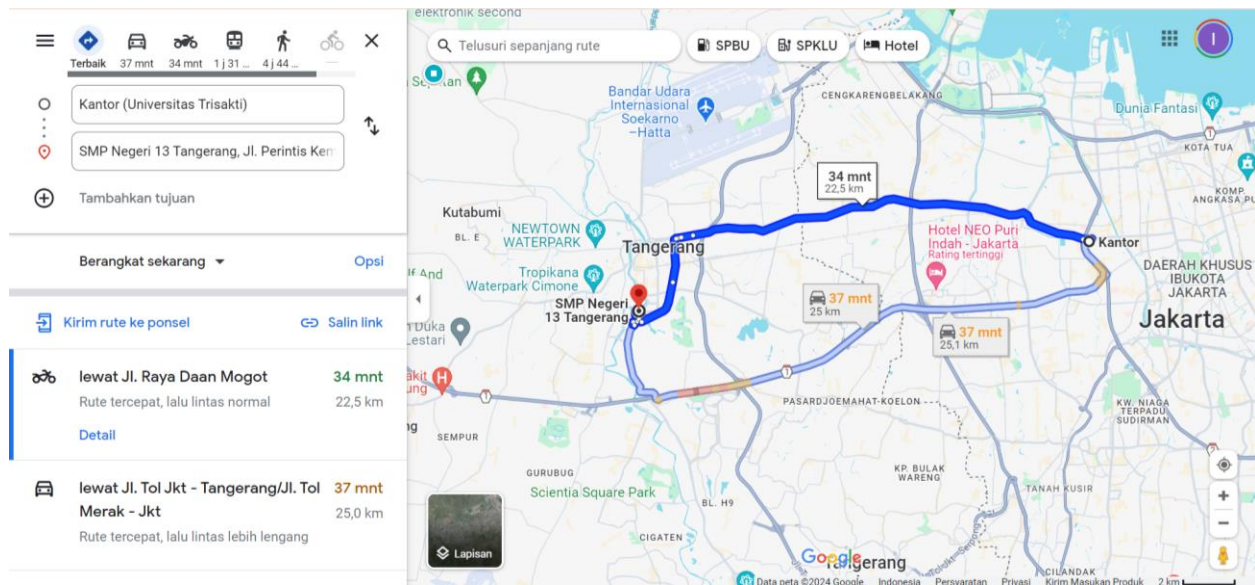 Terbaik
37 mnt
34 mnt
1 j 31 ...
4 j 44 ...
Kantor (Universitas Trisakti)
SMP Negeri 13 Tangerang, Jl. Perintis Kem
Tambahkan tujuan
Berangkat sekarang
Opsi
Kirim rute ke ponsel
Salin link
lewat Jl. Raya Daan Mogot
34 mnt
Rute tercepat, lalu lintas normal
22,5 km
Detail
lewat Jl. Tol Jkt - Tangerang/Jl. Tol
37 mnt
Merak - Jkt
25,0 km
Rute tercepat, lalu lintas lebih lengang
elektronik second
Telusuri sepanjang rute
SPBU
SPKLU
Hotel
I
Bandar Udara
Internasional
Soekarno
–Hatta
CENGKARENGBELAKANG
Dunia Fantasi
1
KOTA TUA
KOMP.
ANGKASA PU
34 mnt
22,5 km
Kutabumi
BL. E
NEWTOWN
WATERPARK
Tangerang
Hotel NEO Puri
Indah - Jakarta
Rating tertinggi
Kantor
DAERAH KHUSUS
IBUKOTA
JAKARTA
Jakarta
Tropikana
Waterpark Cimone
SMP Negeri
13 Tangerang
37 mnt
25 km
37 mnt
25,1 km
Duka
Lestari
H
1
1
PASARDJOEMAHAT-KOELON
KW. NIAGA
TERPADU
SUDIRMAN
SEMPUR
GURUBUG
Scientia Square Park
KP. BULAK
WARENG
TANAH KUSIR
BL. H9
CIGATEN
Lapisan
Google
Tangerang
CILANDAK
Data peta ©2024 Google
Indonesia
Persyaratan
Privasi
Kirim Masukan Produk
2 km